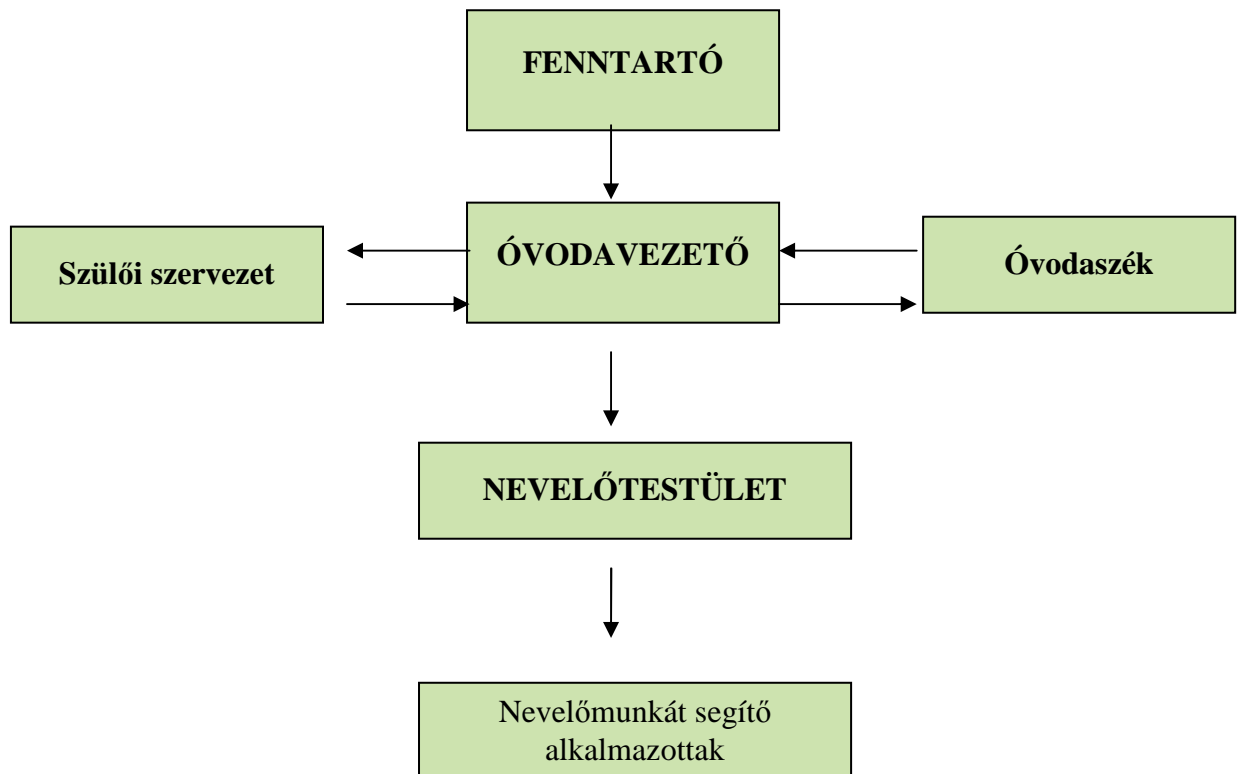 FENNTARTÓ
Szülői szervezet
ÓVODAVEZETŐ
Óvodaszék
NEVELŐTESTÜLET
Nevelőmunkát segítő
alkalmazottak